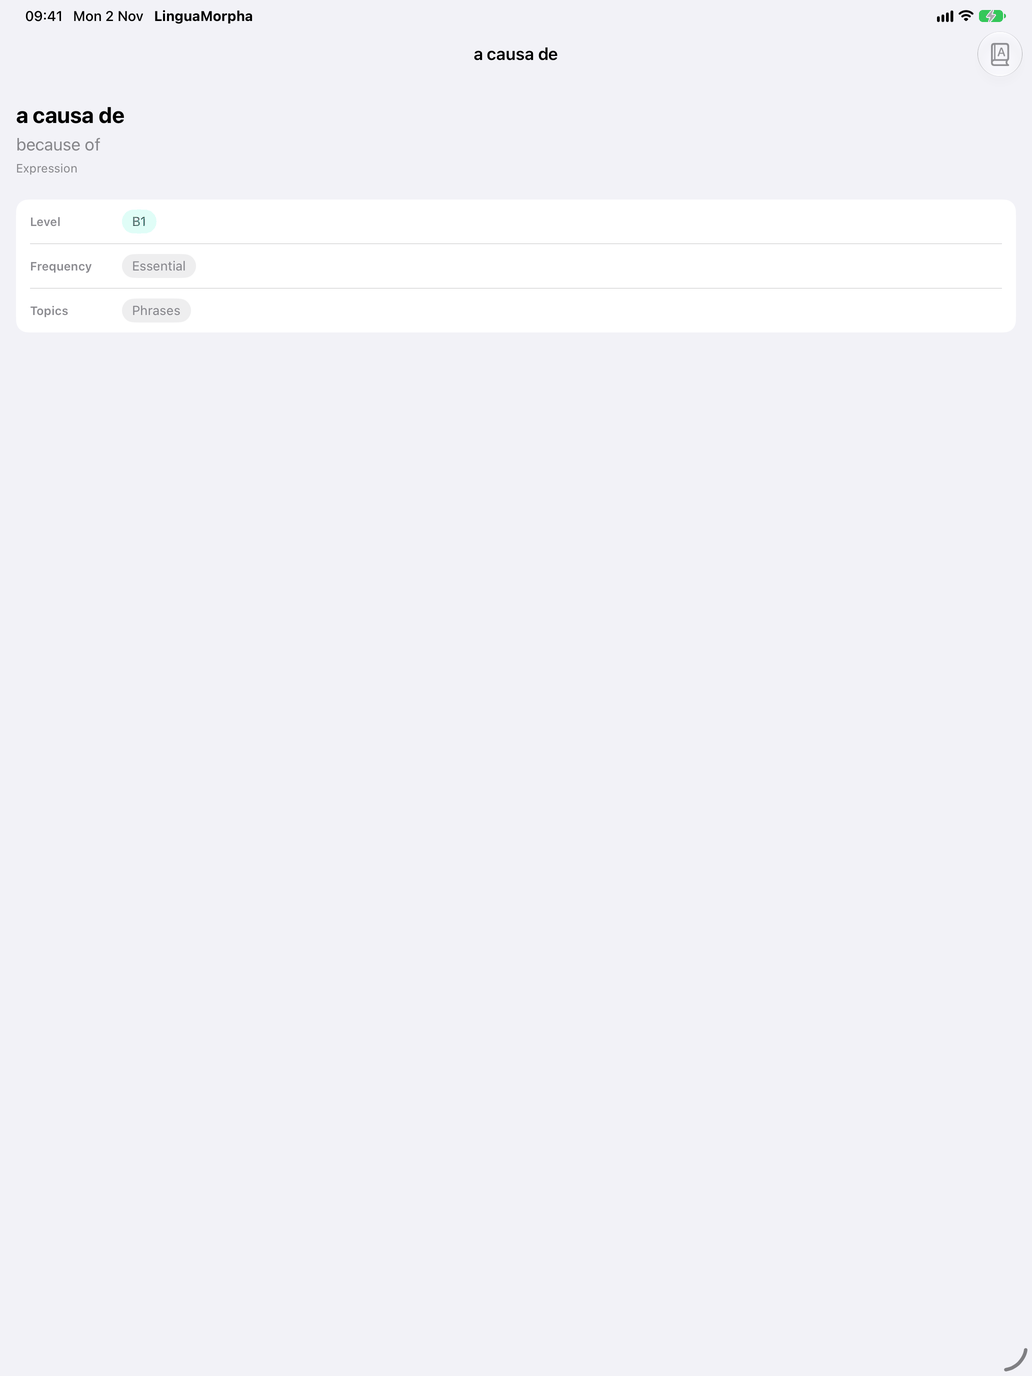 09:41 Mon 2 Nov LinguaMorpha
a causa de
A
a causa de
because of
Expression
Level B1
Frequency Essential
Topics Phrases